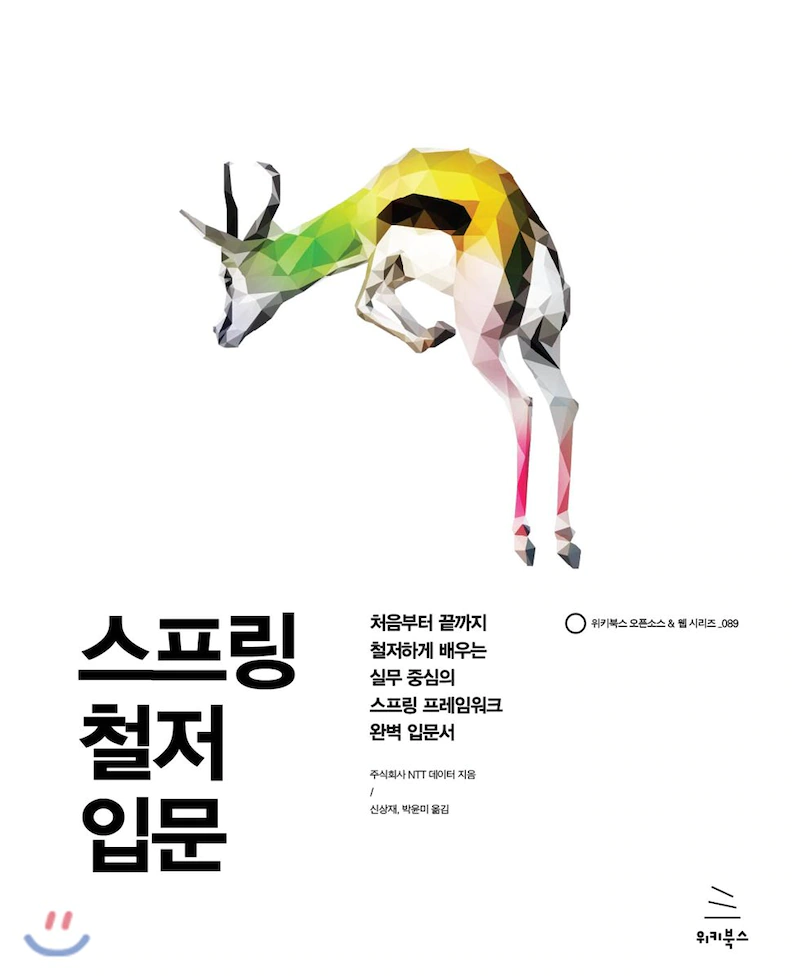 스프링
철저
입문
처음부터 끝까지
철저하게 배우는
실무 중심의
스프링 프레임워크
완벽 입문서
주식회사 NTT 데이터 지음
/
신상재, 박윤미 옮김
위키북스 오픈소스 & 웹 시리즈 _089
위키북스